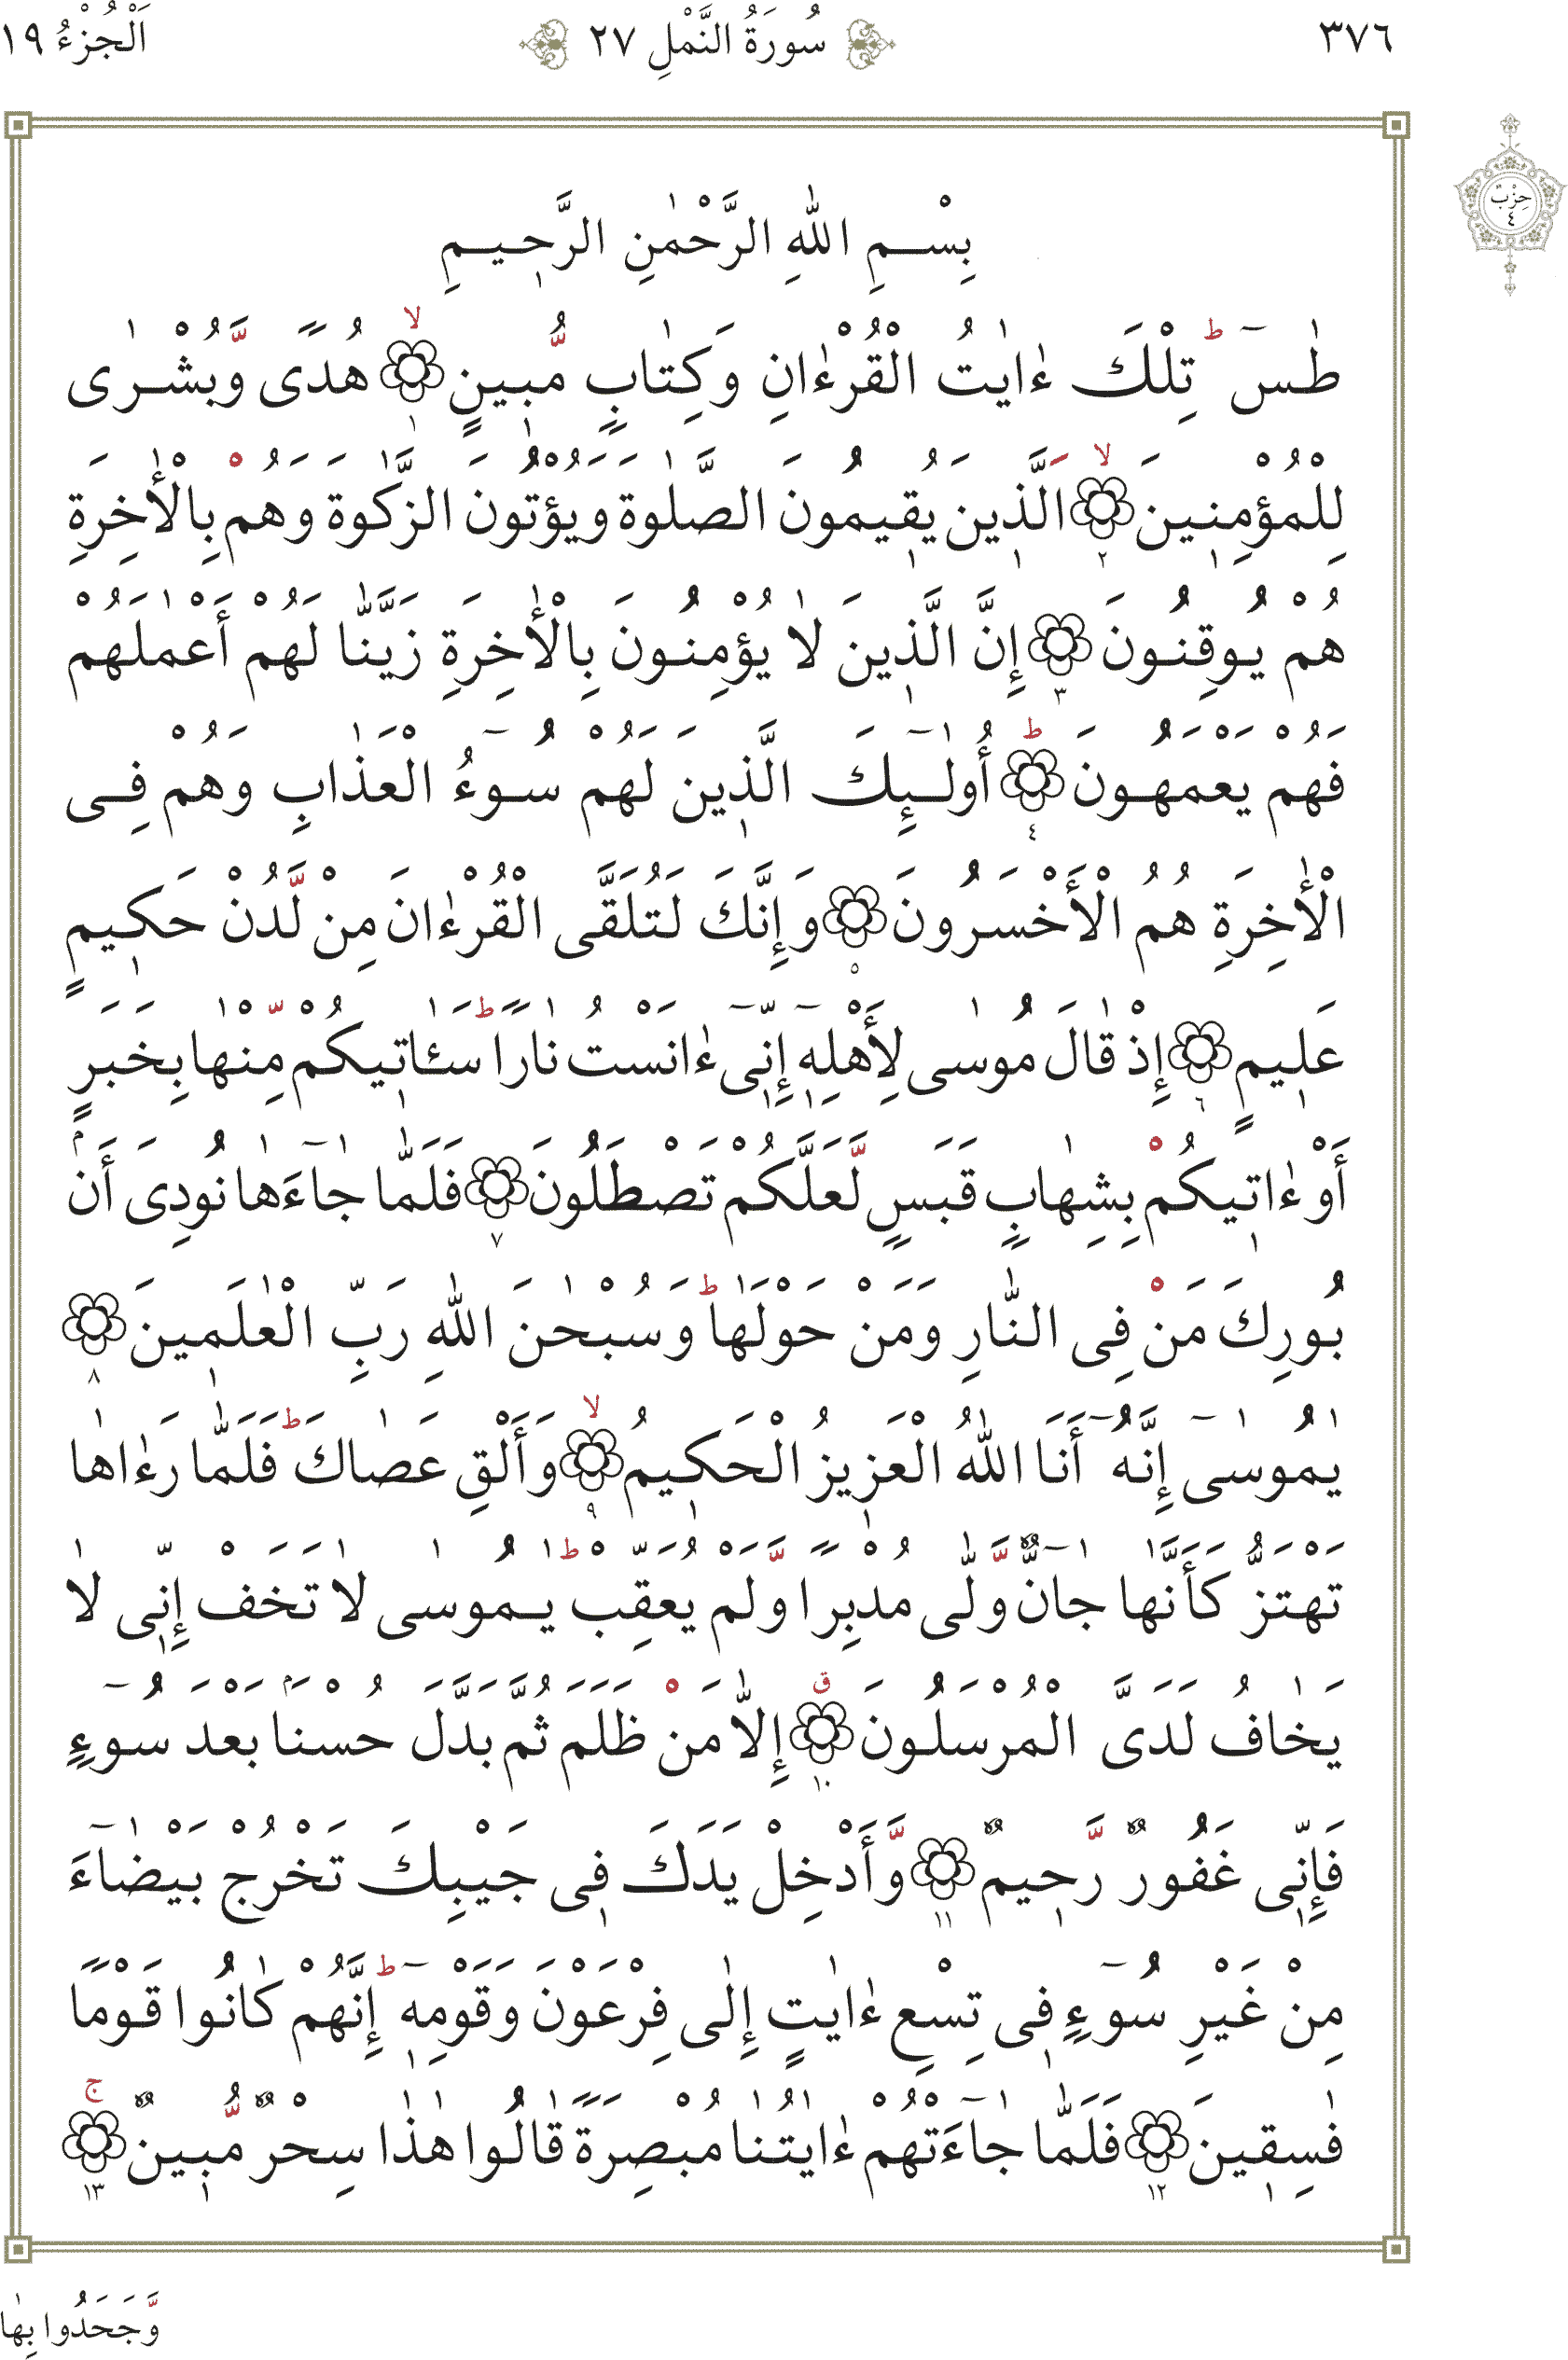 ٣٧٦ سُورَةُ النَّمْلِ ٢٧ اَلْجُزْءُ ١٩
حِزْبٌ ٤
بِسْمِ اللّٰهِ الرَّحْمٰنِ الرَّح۪يمِ
طٰسٓ ط تِلْكَ ءٰايٰتُ الْقُرْءٰانِ وَكِتٰابٍ مُّب۪ينٍ لا ١ هُدًى وَّبُشْرٰى
لِلْمُؤْمِن۪ينَ لا ٢ اَلَّذ۪ينَ يُق۪يمُونَ الصَّلٰوةَ وَيُؤْتُونَ الزَّكٰوةَ وَهُمْ بِالْأٰخِرَةِ
هُمْ يُوقِنُونَ ٣ إِنَّ الَّذ۪ينَ لٰا يُؤْمِنُونَ بِالْأٰخِرَةِ زَيَّنّٰا لَهُمْ أَعْمٰلَهُمْ
فَهُمْ يَعْمَهُونَ ط ٤ أُولٰٓئِكَ الَّذ۪ينَ لَهُمْ سُوٓءُ الْعَذٰابِ وَهُمْ فِى
الْأٰخِرَةِ هُمُ الْأَخْسَرُونَ ٥ وَإِنَّكَ لَتُلَقَّى الْقُرْءٰانَ مِنْ لَّدُنْ حَك۪يمٍ
عَل۪يمٍ ٦ إِذْ قٰالَ مُوسٰى لِأَهْلِه۪ٓ إِنّ۪ٓى ءٰانَسْتُ نٰارًا ط سَـَٔات۪يكُمْ مِّنْهٰا بِخَبَرٍ
أَوْ ءٰات۪يكُمْ بِشِهٰابٍ قَبَسٍ لَّعَلَّكُمْ تَصْطَلُونَ ٧ فَلَمّٰا جٰآءَهٰا نُودِىَ أَنۢ
بُورِكَ مَنْ فِى النّٰارِ وَمَنْ حَوْلَهٰا ط وَسُبْحٰنَ اللّٰهِ رَبِّ الْعٰلَم۪ينَ ٨
يٰمُوسٰٓى إِنَّهُٓ أَنَا اللّٰهُ الْعَز۪يزُ الْحَك۪يمُ لا ٩ وَأَلْقِ عَصٰاكَ ط فَلَمّٰا رَءٰاهٰا
تَهْتَزُّ كَأَنَّهٰا جٰآنٌّ وَّلّٰى مُدْبِرًا وَّلَمْ يُعَقِّبْ ط يٰمُوسٰى لٰا تَخَفْ إِنّ۪ى لٰا
يَخٰافُ لَدَىَّ الْمُرْسَلُونَ ق ١٠ إِلّٰا مَنْ ظَلَمَ ثُمَّ بَدَّلَ حُسْنًاۢ بَعْدَ سُوٓءٍ
فَإِنّ۪ى غَفُورٌ رَّح۪يمٌ ١١ وَّأَدْخِلْ يَدَكَ ف۪ى جَيْبِكَ تَخْرُجْ بَيْضٰآءَ
مِنْ غَيْرِ سُوٓءٍ ف۪ى تِسْعِ ءٰايٰتٍ إِلٰى فِرْعَوْنَ وَقَوْمِه۪ٓ ط إِنَّهُمْ كٰانُوا قَوْمًا
فٰسِق۪ينَ ١٢ فَلَمّٰا جٰآءَتْهُمْ ءٰايٰتُنٰا مُبْصِرَةً قٰالُوا هٰذٰا سِحْرٌ مُّب۪ينٌ ج ١٣
وَّجَحَدُوا بِهٰا